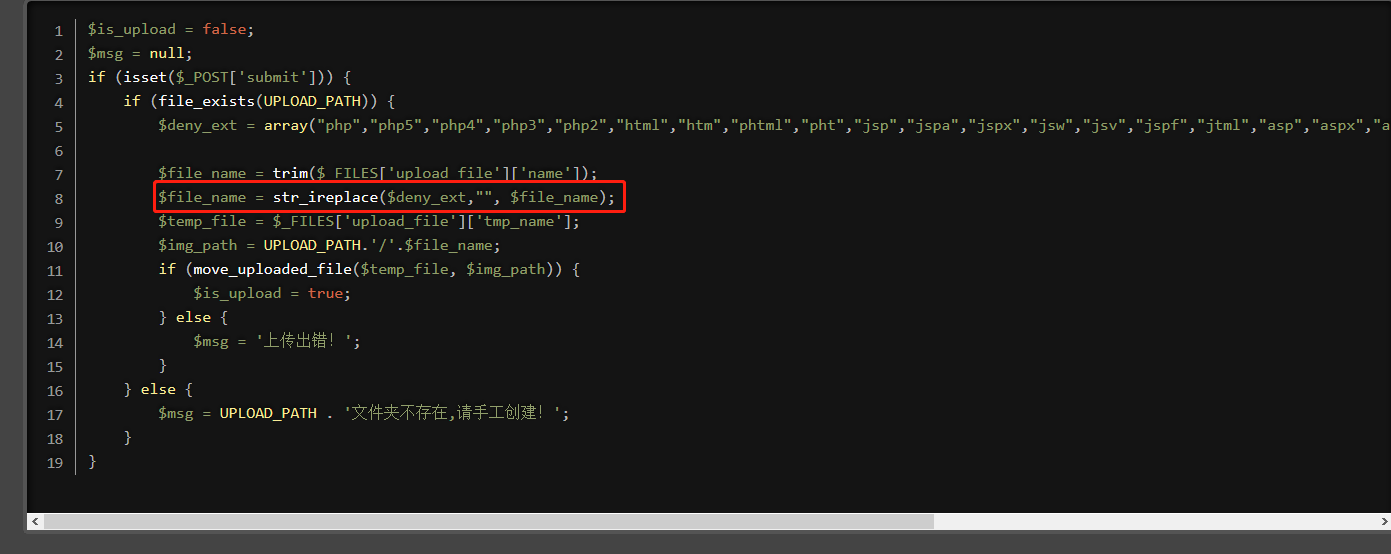 1 $is_upload = false;
2 $msg = null;
3 if (isset($_POST['submit'])) {
4 if (file_exists(UPLOAD_PATH)) {
5 $deny_ext = array("php","php5","php4","php3","php2","html","htm","phtml","pht","jsp","jspa","jspx","jsw","jsv","jspf","jtml","asp","aspx","a
6
7 $file_name = trim($_FILES['upload_file']['name']);
8 $file_name = str_ireplace($deny_ext,"", $file_name);
9 $temp_file = $_FILES['upload_file']['tmp_name'];
10 $img_path = UPLOAD_PATH.'/'.$file_name;
11 if (move_uploaded_file($temp_file, $img_path)) {
12 $is_upload = true;
13 } else {
14 $msg = '上传出错！';
15 }
16 } else {
17 $msg = UPLOAD_PATH . '文件夹不存在,请手工创建！';
18 }
19 }